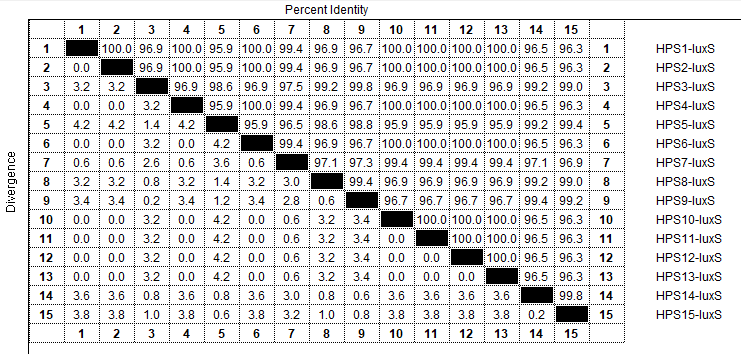 Percent Identity
1 2 3 4 5 6 7 8 9 10 11 12 13 14 15
1 100.0 96.9 100.0 95.9 100.0 99.4 96.9 96.7 100.0 100.0 100.0 100.0 96.5 96.3 1 HPS1-luxS
2 0.0 96.9 100.0 95.9 100.0 99.4 96.9 96.7 100.0 100.0 100.0 100.0 96.5 96.3 2 HPS2-luxS
3 3.2 3.2 96.9 98.6 96.9 97.5 99.2 99.8 96.9 96.9 96.9 96.9 99.2 99.0 3 HPS3-luxS
4 0.0 0.0 3.2 95.9 100.0 99.4 96.9 96.7 100.0 100.0 100.0 100.0 96.5 96.3 4 HPS4-luxS
5 4.2 4.2 1.4 4.2 95.9 96.5 98.6 98.8 95.9 95.9 95.9 95.9 99.2 99.4 5 HPS5-luxS
6 0.0 0.0 3.2 0.0 4.2 99.4 96.9 96.7 100.0 100.0 100.0 100.0 96.5 96.3 6 HPS6-luxS
7 0.6 0.6 2.6 0.6 3.6 0.6 97.1 97.3 99.4 99.4 99.4 99.4 97.1 96.9 7 HPS7-luxS
8 3.2 3.2 0.8 3.2 1.4 3.2 3.0 99.4 96.9 96.9 96.9 96.9 99.2 99.0 8 HPS8-luxS
9 3.4 3.4 0.2 3.4 1.2 3.4 2.8 0.6 96.7 96.7 96.7 96.7 99.4 99.2 9 HPS9-luxS
10 0.0 0.0 3.2 0.0 4.2 0.0 0.6 3.2 3.4 100.0 100.0 100.0 96.5 96.3 10 HPS10-luxS
11 0.0 0.0 3.2 0.0 4.2 0.0 0.6 3.2 3.4 0.0 100.0 100.0 96.5 96.3 11 HPS11-luxS
12 0.0 0.0 3.2 0.0 4.2 0.0 0.6 3.2 3.4 0.0 0.0 100.0 96.5 96.3 12 HPS12-luxS
13 0.0 0.0 3.2 0.0 4.2 0.0 0.6 3.2 3.4 0.0 0.0 0.0 96.5 96.3 13 HPS13-luxS
14 3.6 3.6 0.8 3.6 0.8 3.6 3.0 0.8 0.6 3.6 3.6 3.6 3.6 99.8 14 HPS14-luxS
15 3.8 3.8 1.0 3.8 0.6 3.8 3.2 1.0 0.8 3.8 3.8 3.8 3.8 0.2 15 HPS15-luxS
1 2 3 4 5 6 7 8 9 10 11 12 13 14 15
Divergence